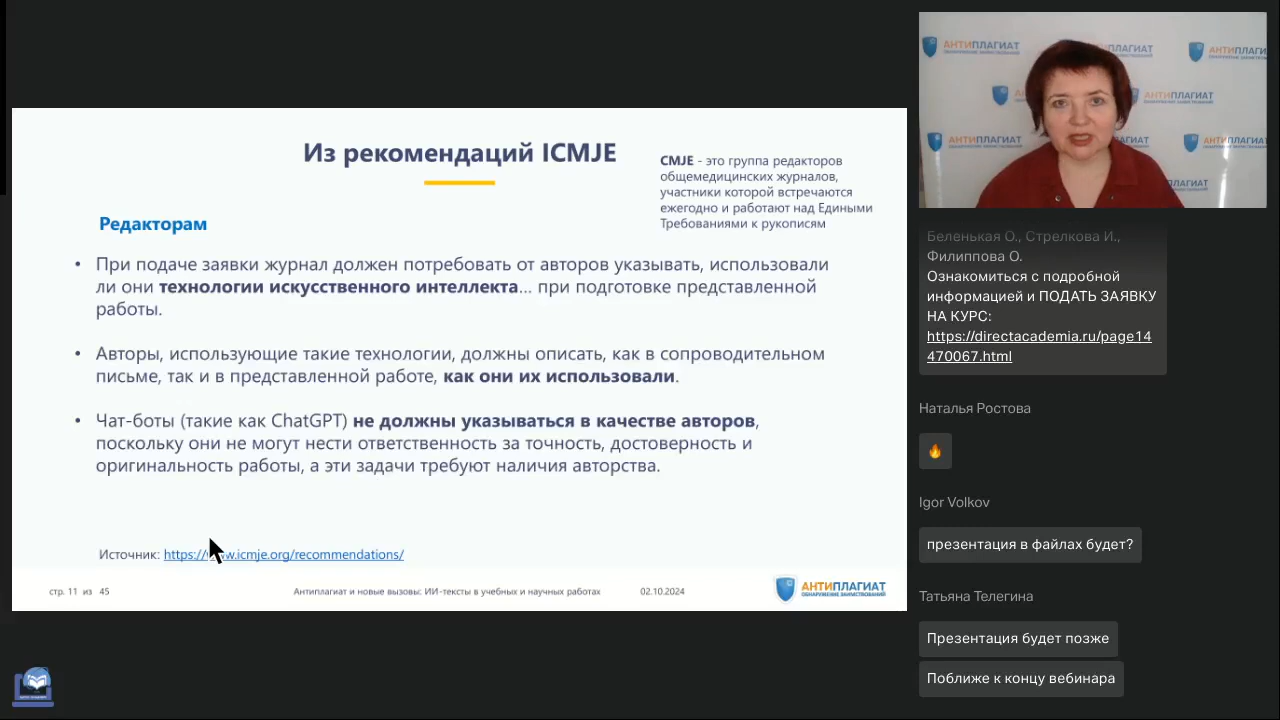 Из рекомендаций ICMJE
CMJE - это группа редакторов
общемедицинских журналов,
участники которой встречаются
ежегодно и работают над Едиными
Требованиями к рукописям
Редакторам
• При подаче заявки журнал должен потребовать от авторов указывать, использовали
ли они технологии искусственного интеллекта... при подготовке представленной
работы.
• Авторы, использующие такие технологии, должны описать, как в сопроводительном
письме, так и в представленной работе, как они их использовали.
• Чат-боты (такие как ChatGPT) не должны указываться в качестве авторов,
поскольку они не могут нести ответственность за точность, достоверность и
оригинальность работы, а эти задачи требуют наличия авторства.
Источник: https://www.icmje.org/recommendations/
стр. 11 из 45
Антиплагиат и новые вызовы: ИИ-тексты в учебных и научных работах
02.10.2024
АНТИПЛАГИАТ
ОБНАРУЖЕНИЕ ЗАИМСТВОВАНИЙ
АНТИПЛАГИАТ
АНТИПЛАГИАТ
АНТИПЛАГИАТ
АНТИПЛАГИАТ
Беленькая О., Стрелкова И.,
Филиппова О.
Ознакомиться с подробной
информацией и ПОДАТЬ ЗАЯВКУ
НА КУРС:
https://directacademia.ru/page14
470067.html
Наталья Ростова
Igor Volkov
презентация в файлах будет?
Татьяна Телегина
Презентация будет позже
Поближе к концу вебинара